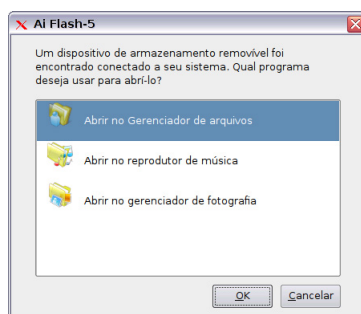 Ai Flash-5
Um dispositivo de armazenamento removível foi
encontrado conectado a seu sistema. Qual programa
deseja usar para abrí-lo?
Abrir no Gerenciador de arquivos
Abrir no reprodutor de música
Abrir no gerenciador de fotografia
OK
Cancelar